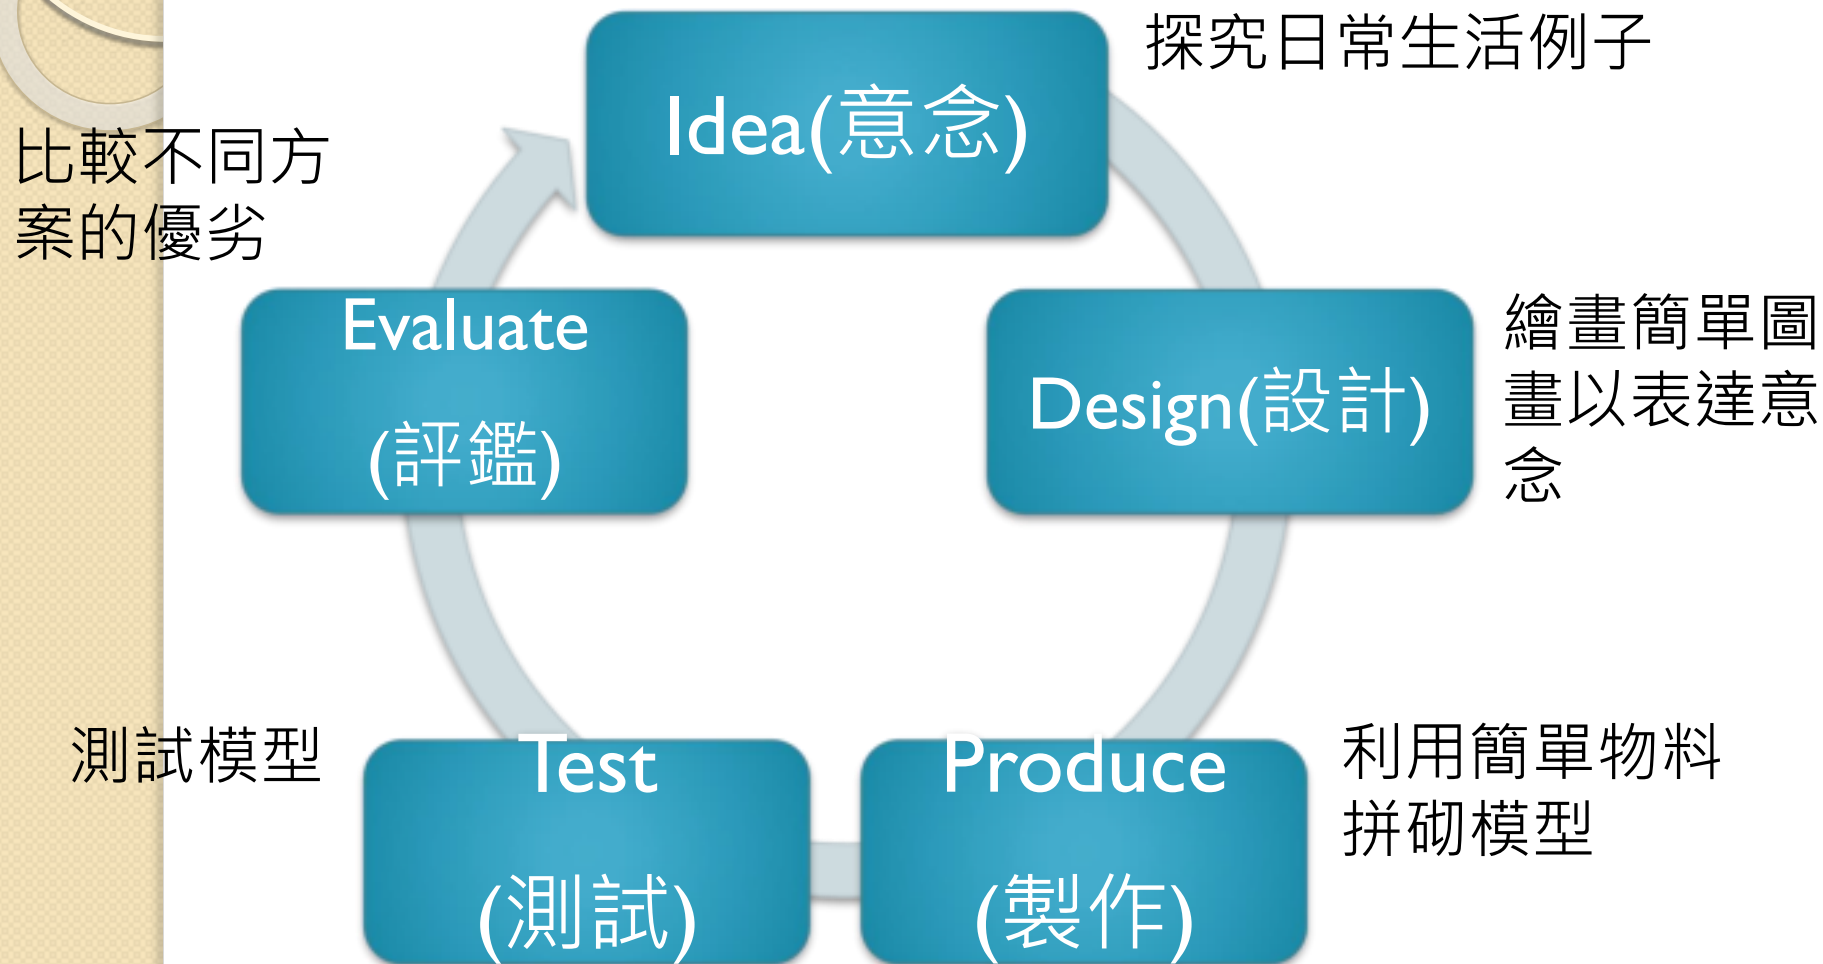 Idea(意念)
探究日常生活例子
Design(設計)
繪畫簡單圖
畫以表達意
念
Produce
(製作)
利用簡單物料
拼砌模型
Test
(測試)
測試模型
Evaluate
(評鑑)
比較不同方
案的優劣